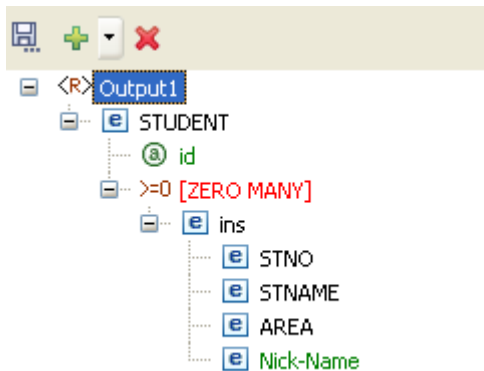 <R> Output1
e STUDENT
a id
>=0 [ZERO MANY]
e ins
e STNO
e STNAME
e AREA
e Nick-Name